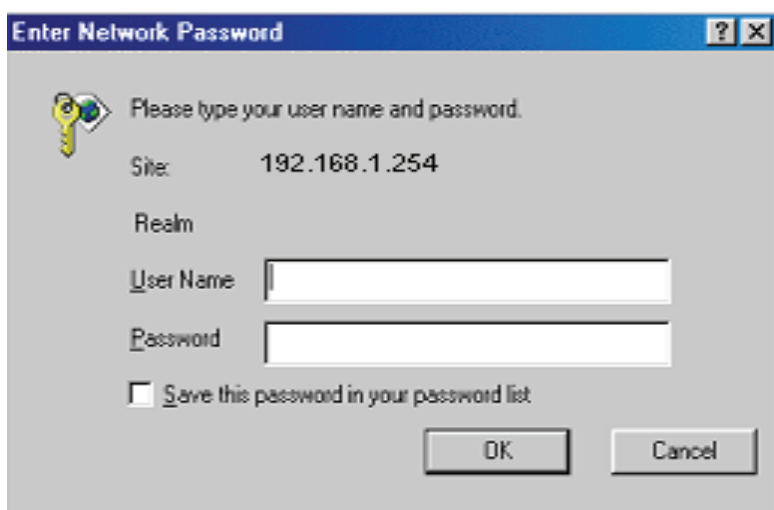 Enter Network Password
Please type your user name and password.
Site: 192.168.1.254
Realm
User Name
Password
Save this password in your password list
OK Cancel